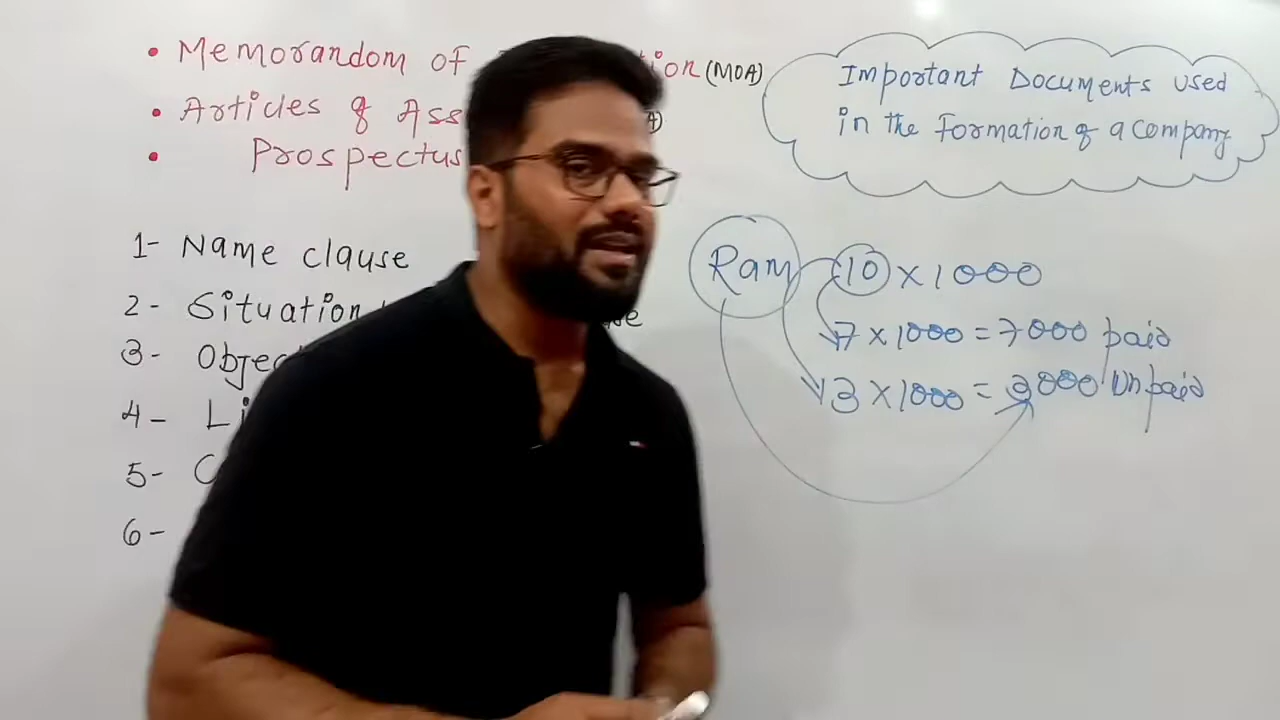 • Memorandom of ion (MOA)
• Articles of Ass A)
• Prospectus
Important Documents used
in the Formation of a Company
1- Name clause
2- Situation
3- Objec
4- Li
5- C
6-
Ram 10 x 1000
7 x 1000 = 7000 paid
3 x 1000 = 3000 unpaid